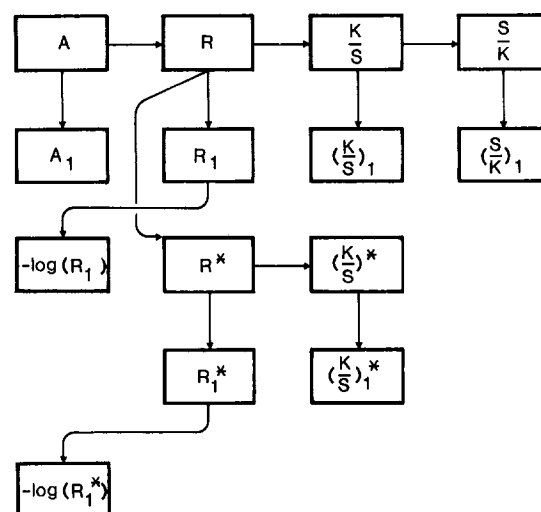 A R K/S S/K
A₁ R₁ (K/S)₁ (S/K)₁
-log(R₁) R* (K/S)*
R₁* (K/S)₁*
-log(R₁*)